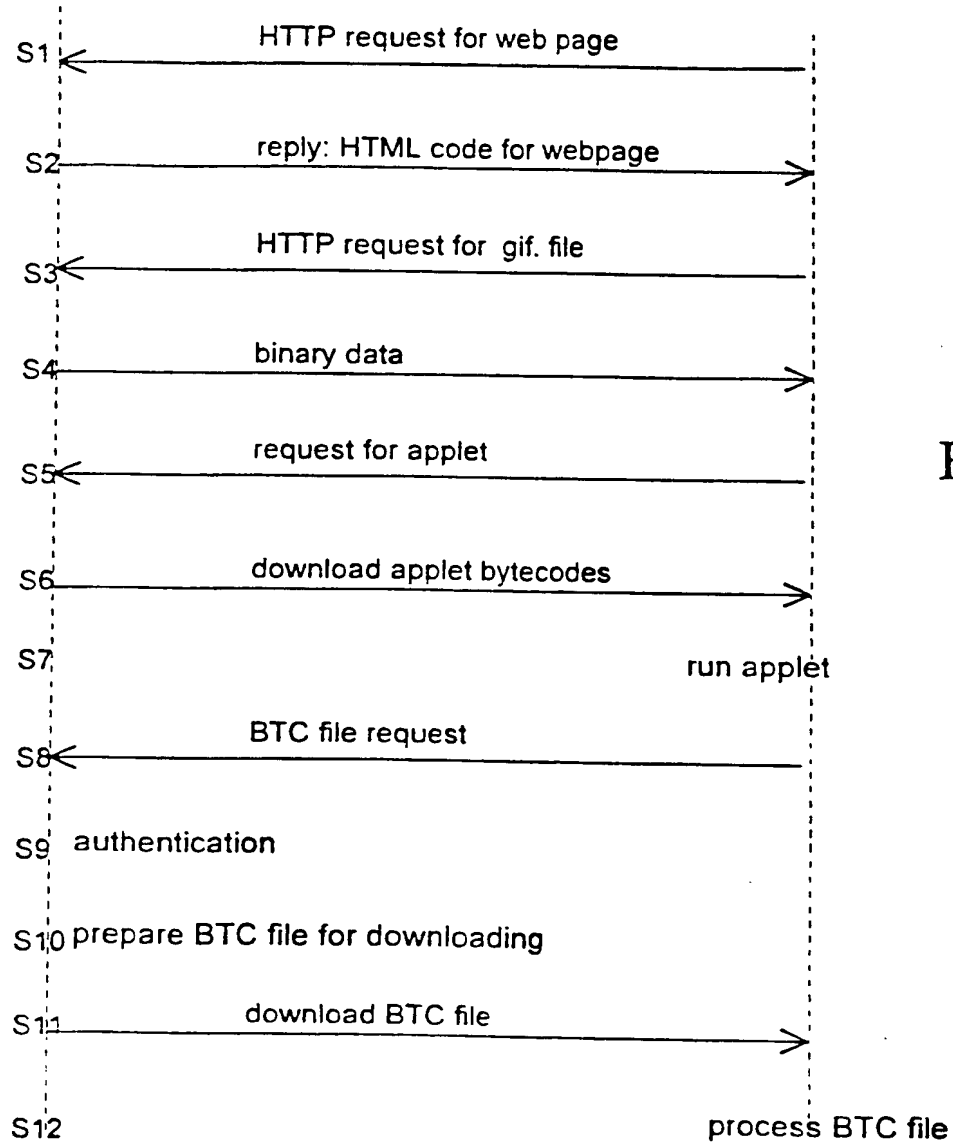 S1 HTTP request for web page
S2 reply: HTML code for webpage
S3 HTTP request for gif. file
S4 binary data
S5 request for applet
S6 download applet bytecodes
S7 run applet
S8 BTC file request
S9 authentication
S10 prepare BTC file for downloading
S11 download BTC file
S12 process BTC file